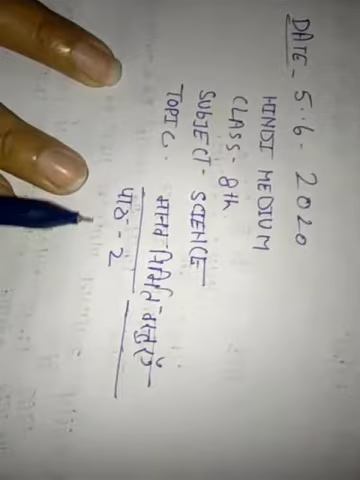 DATE - 5.6-2020
HINDI MEDIUM
CLASS - 8th.
SUBJECT - SCIENCE
TOPIC.
मानव निर्मित वस्तुएँ
पाठ - 2